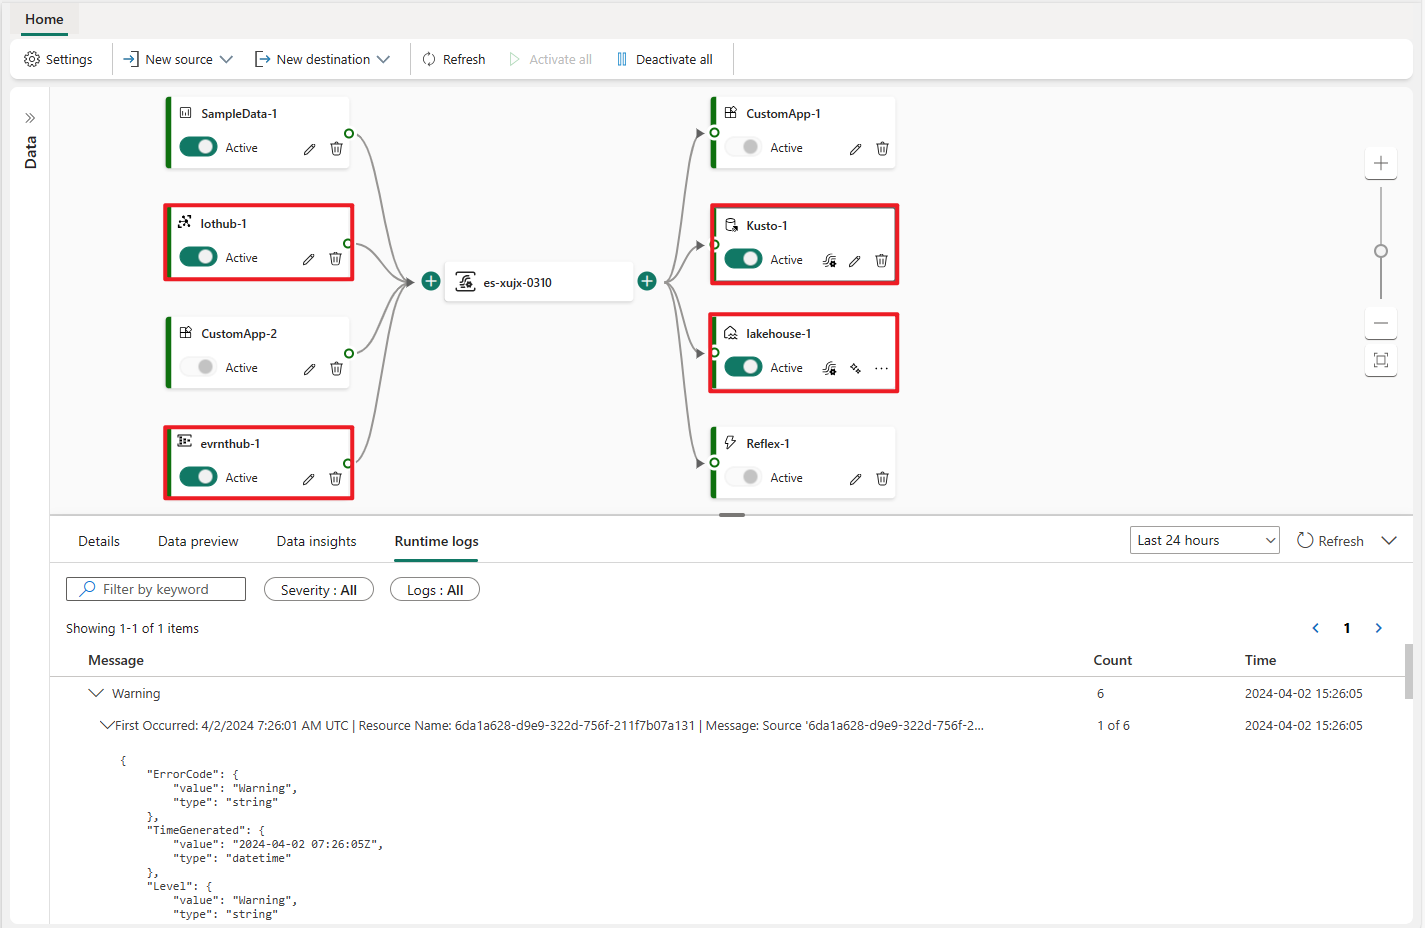 Home
Settings New source New destination Refresh Activate all Deactivate all
Data
SampleData-1
Active
Iothub-1
Active
CustomApp-2
Active
evrnthub-1
Active
es-xujx-0310
CustomApp-1
Active
Kusto-1
Active
lakehouse-1
Active
Reflex-1
Active
Details Data preview Data insights Runtime logs Last 24 hours Refresh
Filter by keyword Severity : All Logs : All
Showing 1-1 of 1 items 1
Message Count Time
Warning 6 2024-04-02 15:26:05
First Occurred: 4/2/2024 7:26:01 AM UTC | Resource Name: 6da1a628-d9e9-322d-756f-211f7b07a131 | Message: Source '6da1a628-d9e9-322d-756f-2... 1 of 6 2024-04-02 15:26:05
{
"ErrorCode": {
"value": "Warning",
"type": "string"
},
"TimeGenerated": {
"value": "2024-04-02 07:26:05Z",
"type": "datetime"
},
"Level": {
"value": "Warning",
"type": "string"